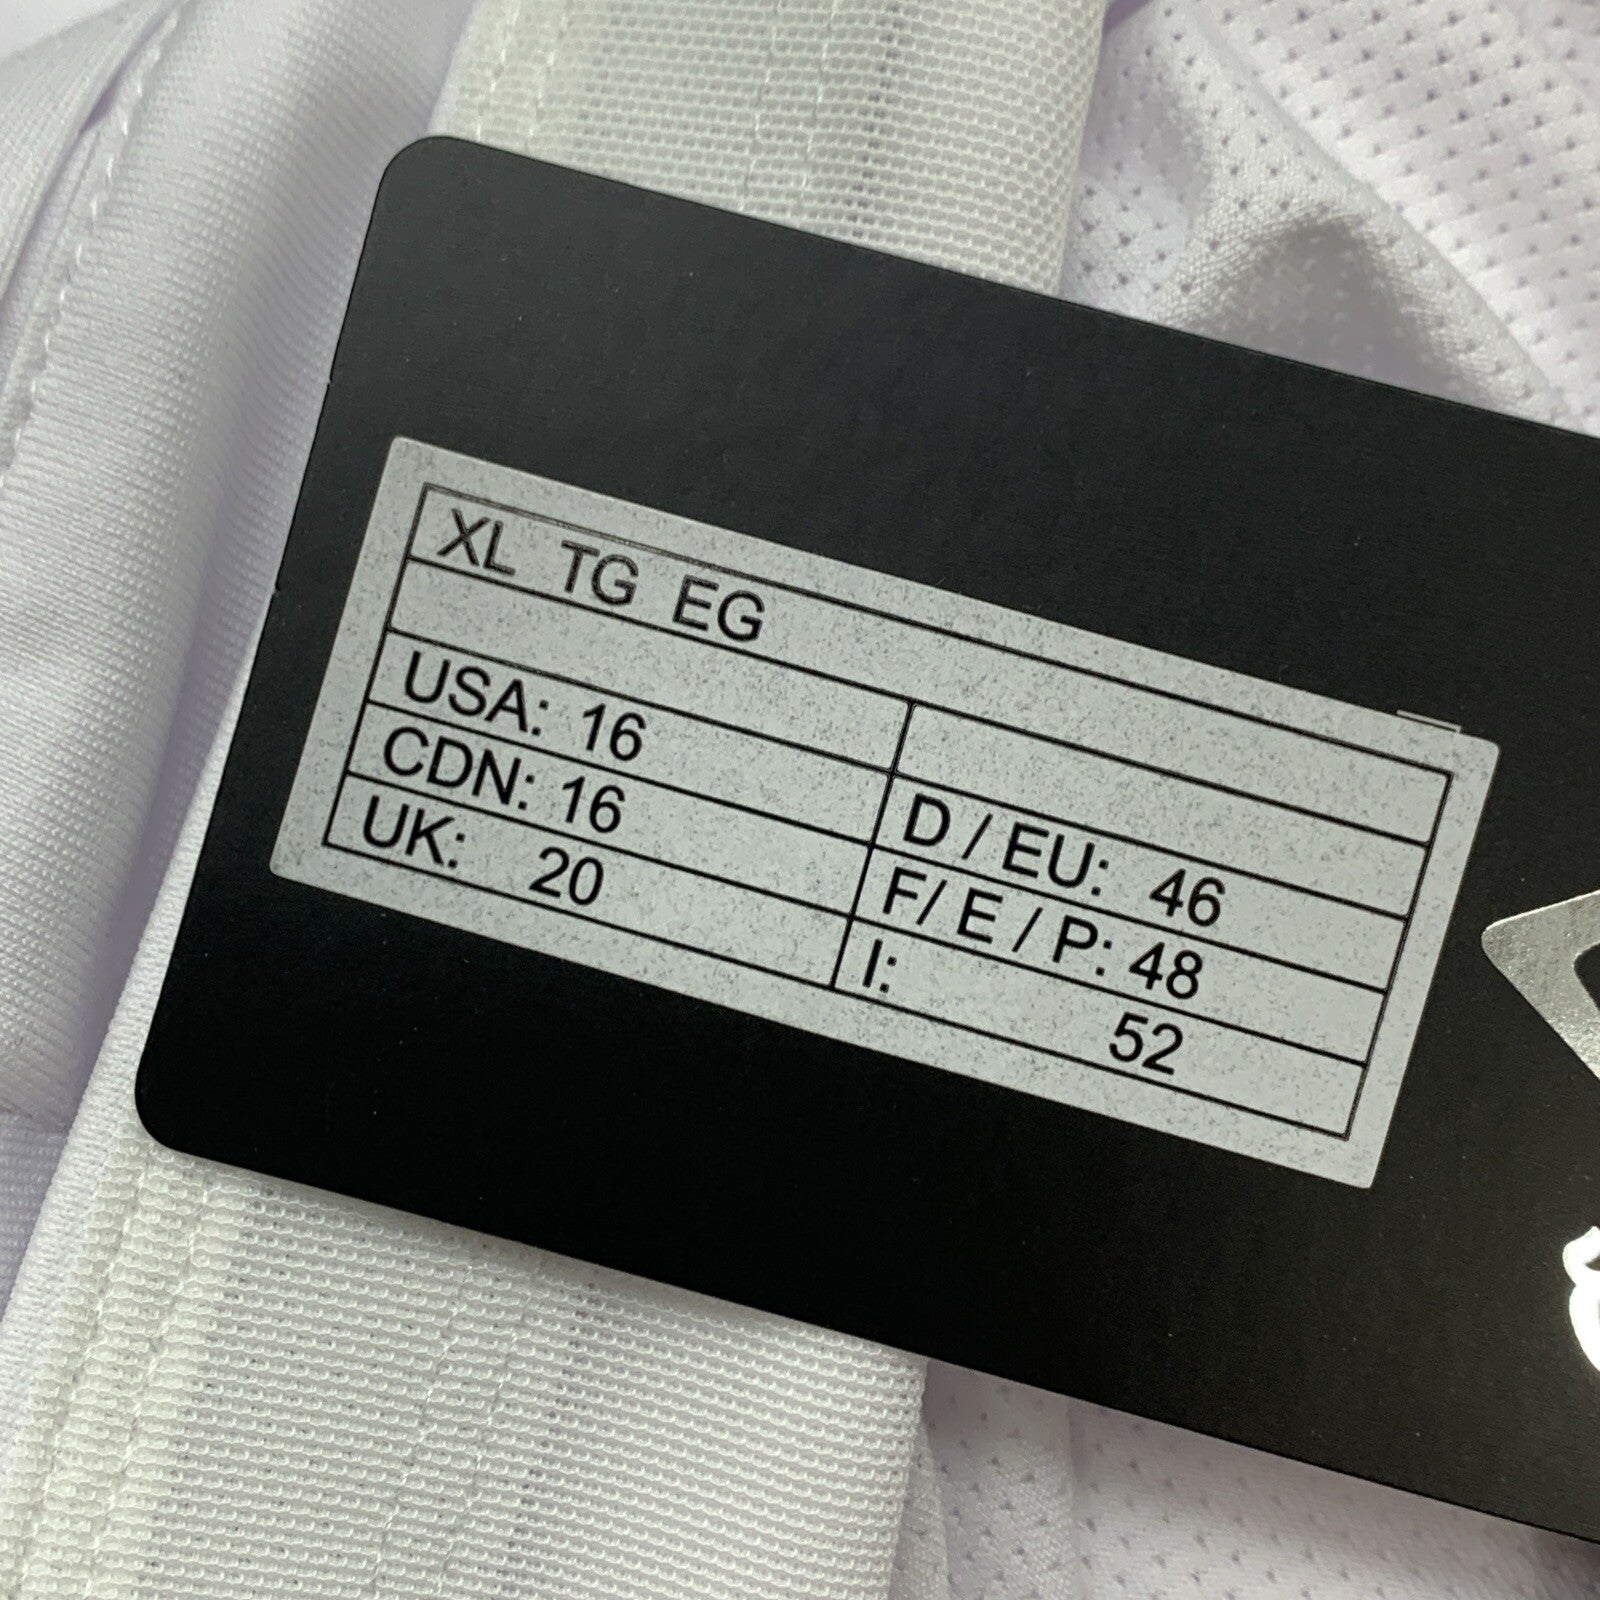 XL TG EG
USA: 16
CDN: 16
UK: 20
D / EU: 46
F/ E / P: 48
I: 52